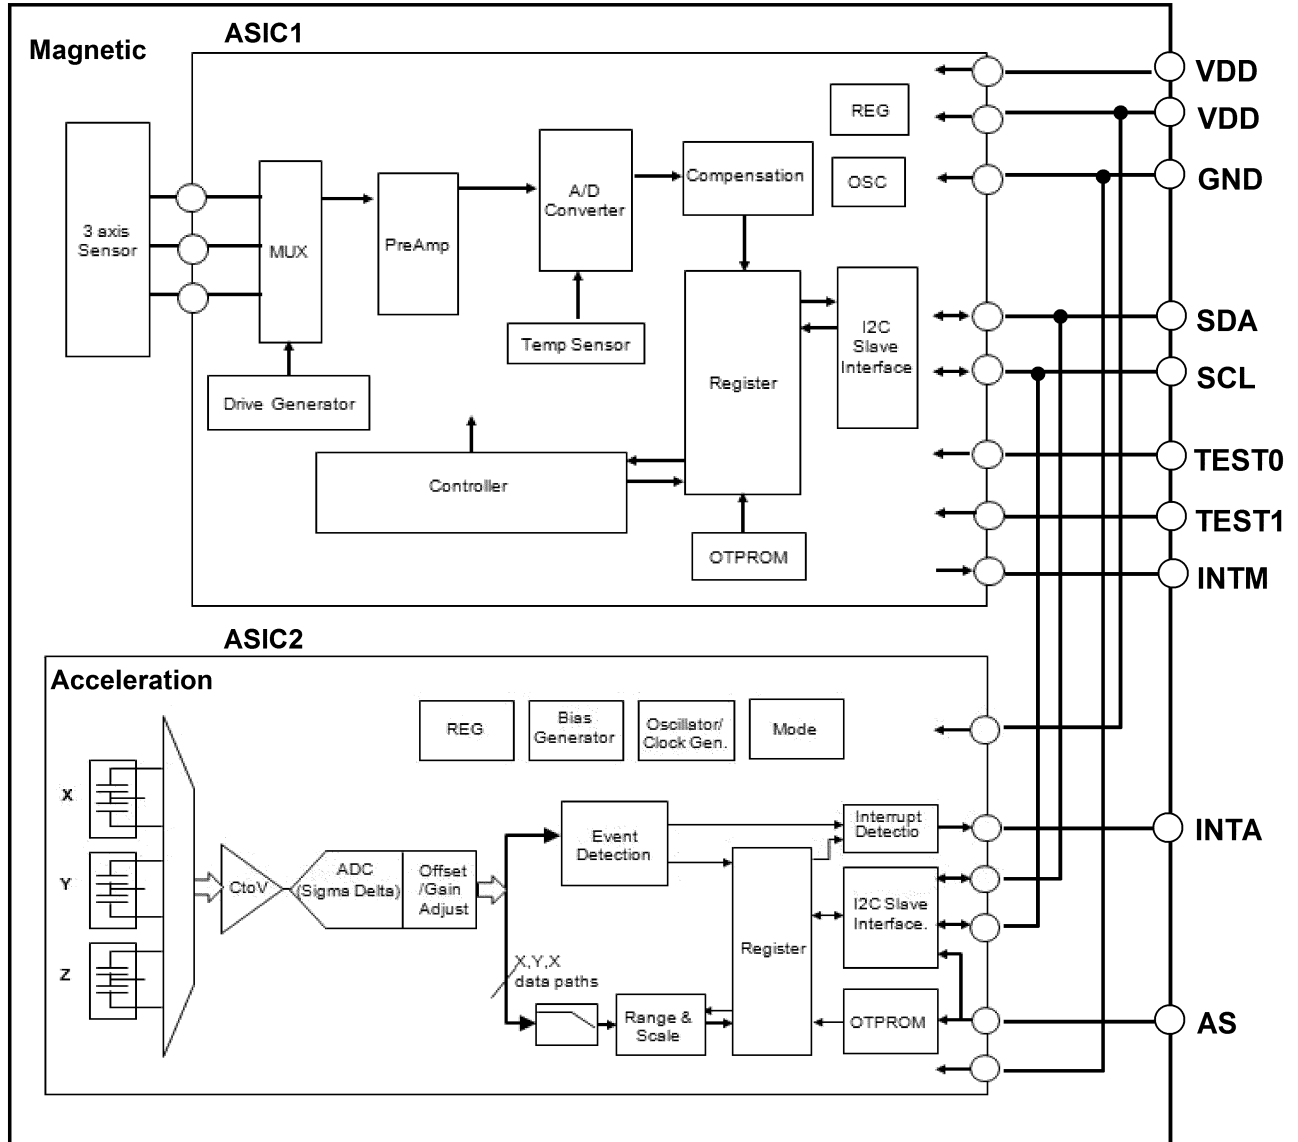 Magnetic
ASIC1
VDD
VDD
GND
REG
OSC
3 axis
Sensor
MUX
PreAmp
A/D
Converter
Compensation
Temp Sensor
Drive Generator
Register
I2C
Slave
Interface
Controller
OTPROM
SDA
SCL
TEST0
TEST1
INTM
ASIC2
Acceleration
REG
Bias
Generator
Oscillator/
Clock Gen.
Mode
X
Y
Z
CtoV
ADC
(Sigma Delta)
Offset
/Gain
Adjust
Event
Detection
Interrupt
Detectio
I2C Slave
Interface.
Register
X,Y,X
data paths
Range &
Scale
OTPROM
INTA
AS